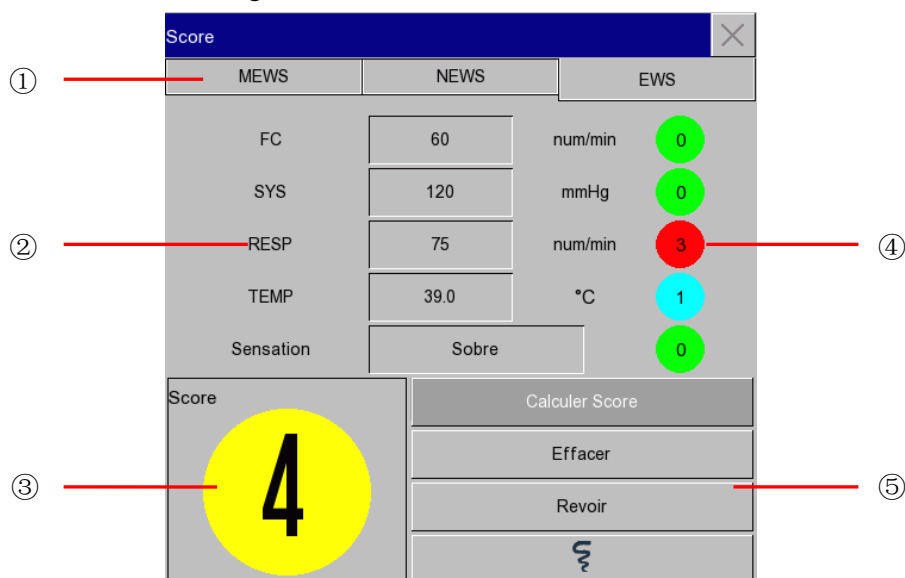 Score
① MEWS NEWS EWS
FC 60 num/min 0
SYS 120 mmHg 0
② RESP 75 num/min 3 ④
TEMP 39.0 °C 1
Sensation Sobre 0
Score Calculer Score
Effacer
③ 4 Revoir ⑤